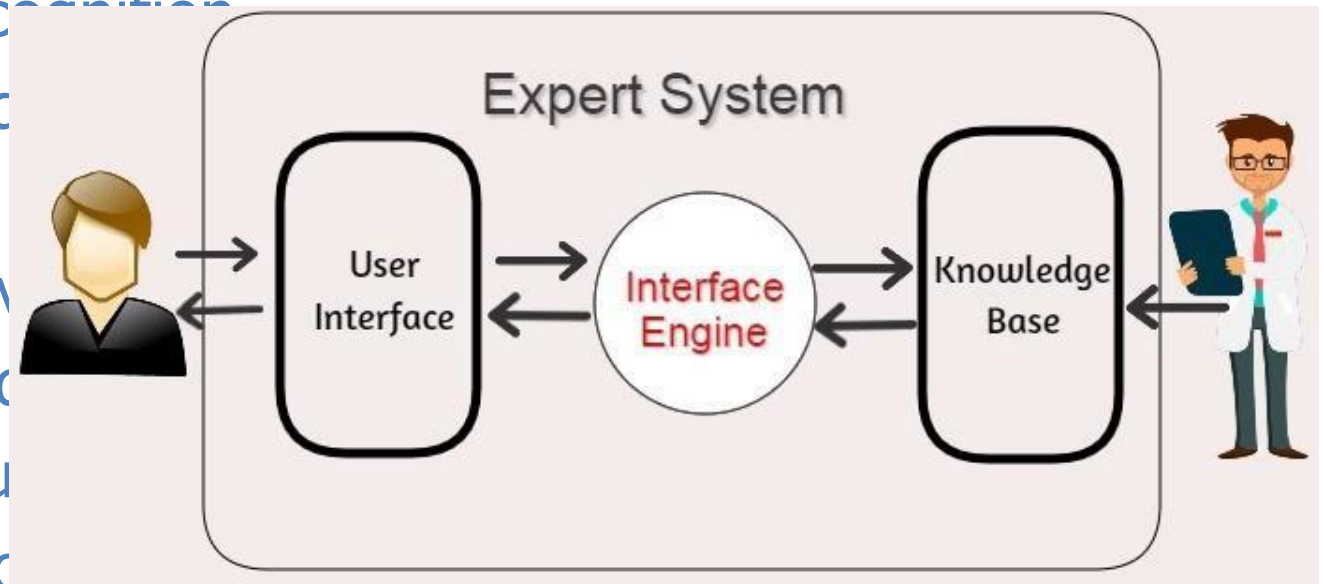 Expert System
User
Interface
Interface
Engine
Knowledge
Base